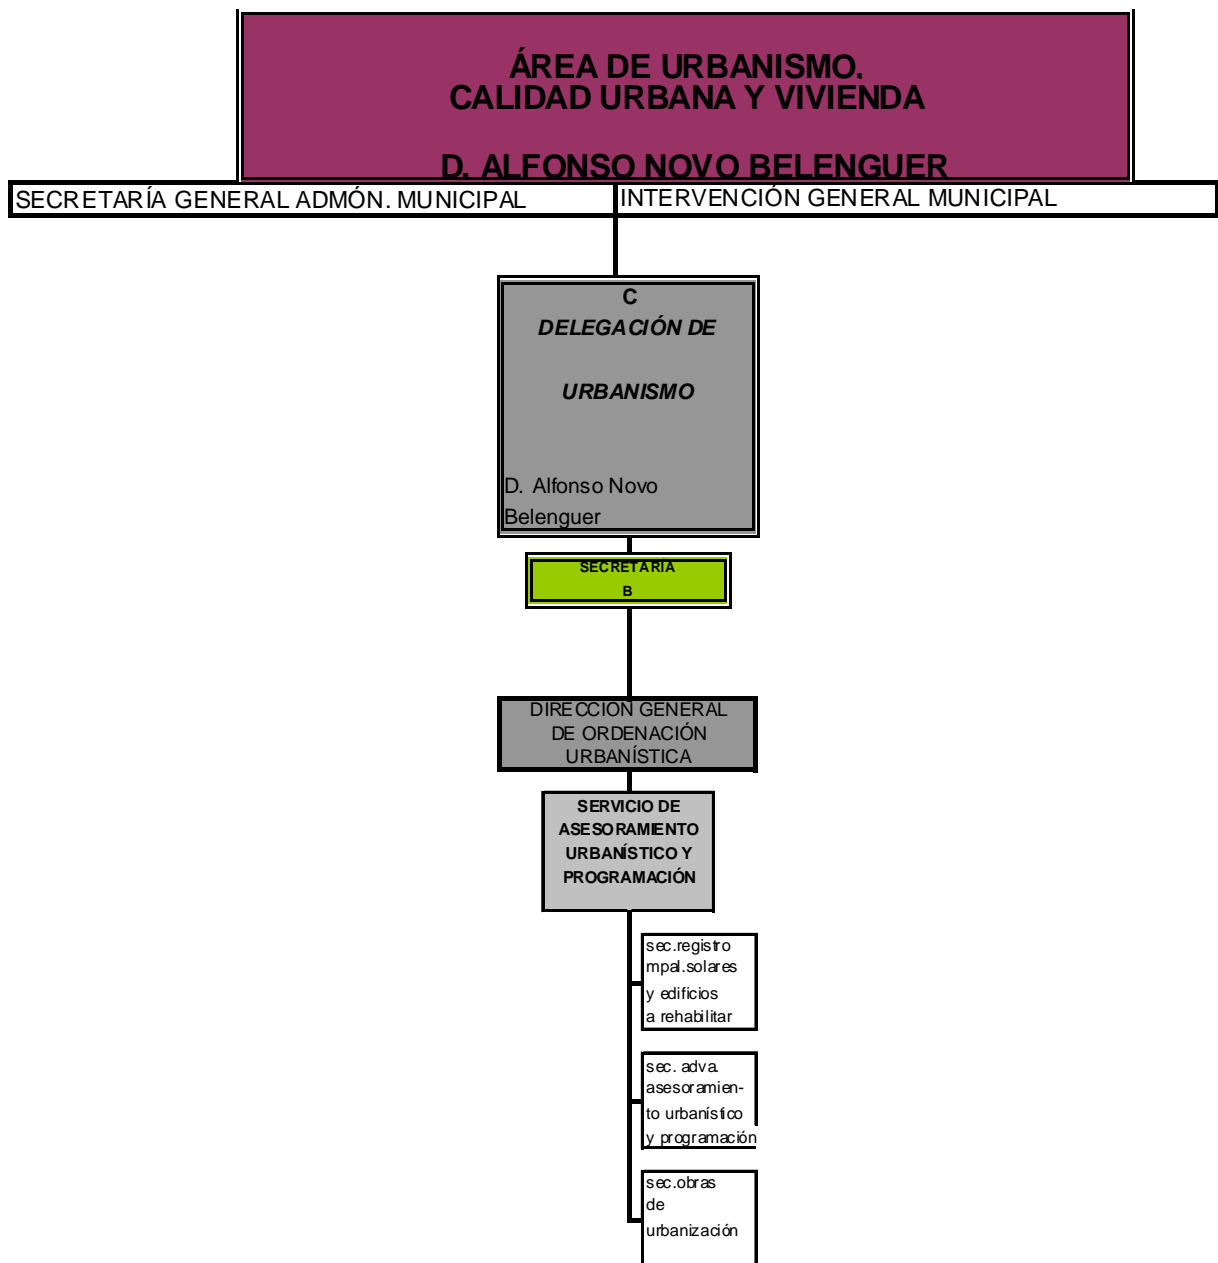 ÁREA DE URBANISMO,
CALIDAD URBANA Y VIVIENDA
D. ALFONSO NOVO BELENGUER
SECRETARÍA GENERAL ADMÓN. MUNICIPAL
INTERVENCIÓN GENERAL MUNICIPAL
C
DELEGACIÓN DE
URBANISMO
D. Alfonso Novo
Belenguer
SECRETARÍA
B
DIRECCIÓN GENERAL
DE ORDENACIÓN
URBANÍSTICA
SERVICIO DE
ASESORAMIENTO
URBANÍSTICO Y
PROGRAMACIÓN
sec.registro
mpal.solares
y edificios
a rehabilitar
sec. adva.
asesoramien-
to urbanístico
y programación
sec.obras
de
urbanización